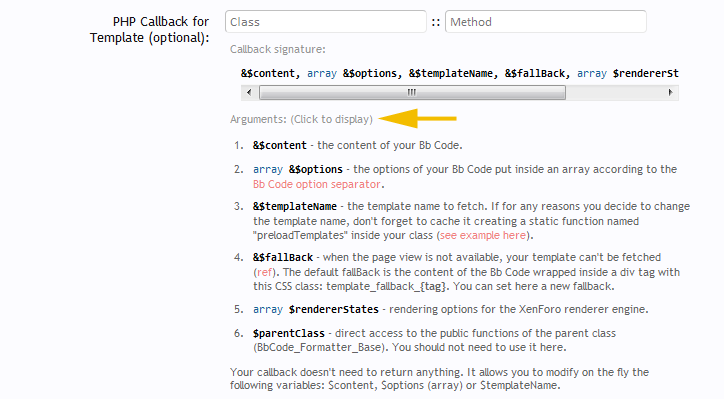 PHP Callback for Template (optional): Class :: Method
Callback signature:
&$content, array &$options, &$templateName, &$fallBack, array $rendererSt
Arguments: (Click to display)
1. &$content - the content of your Bb Code.
2. array &$options - the options of your Bb Code put inside an array according to the
Bb Code option separator.
3. &$templateName - the template name to fetch. If for any reasons you decide to change
the template name, don't forget to cache it creating a static function named
"preloadTemplates" inside your class (see example here).
4. &$fallBack - when the page view is not available, your template can't be fetched
(ref). The default fallBack is the content of the Bb Code wrapped inside a div tag with
this CSS class: template_fallback_{tag}. You can set here a new fallback.
5. array $rendererStates - rendering options for the XenForo renderer engine.
6. $parentClass - direct access to the public functions of the parent class
(BbCode_Formatter_Base). You should not need to use it here.
Your callback doesn't need to return anything. It allows you to modify on the fly the
following variables: $content, $options (array) or $templateName.